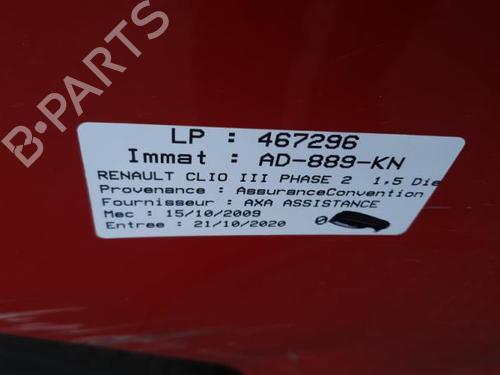 B-PARTS
LP : 467296
Immat : AD-889-KN
RENAULT CLIO III PHASE 2 1,5 Die
Provenance : AssuranceConvention
Fournisseur : AXA ASSISTANCE
Mec : 15/10/2009
Entree : 21/10/2020
0